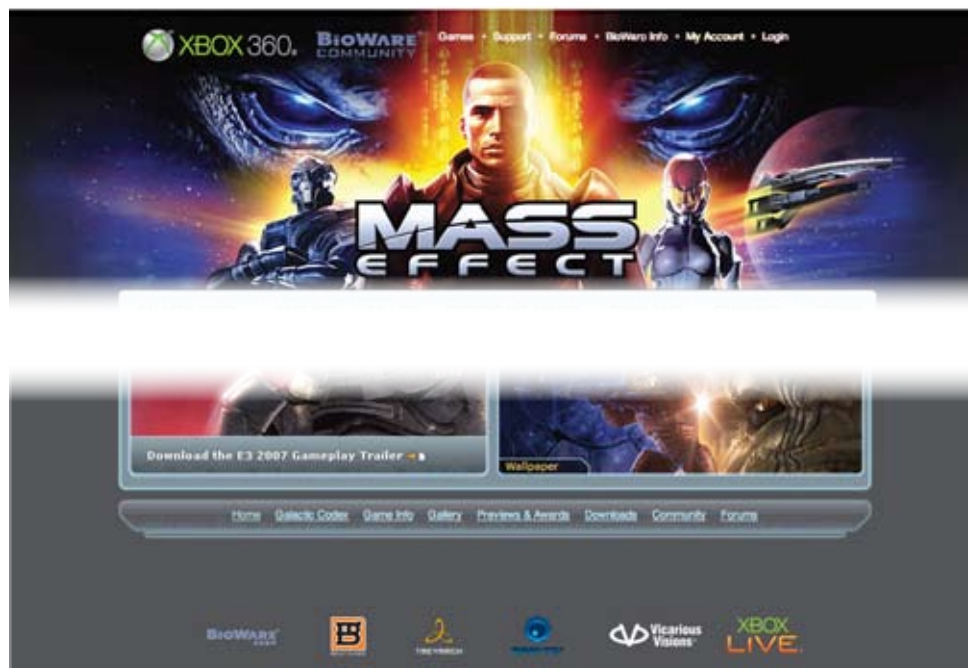 XBOX 360.
BIOWARE
COMMUNITY
Games • Support • Forums • BioWare Info • My Account • Login
MASS
EFFECT
Download the E3 2007 Gameplay Trailer
Wallpaper
Home Galactic Codex Game Info Gallery Previews & Awards Downloads Community Forums
BIOWARE
TREYARCH
Vicarious
Visions
XBOX
LIVE